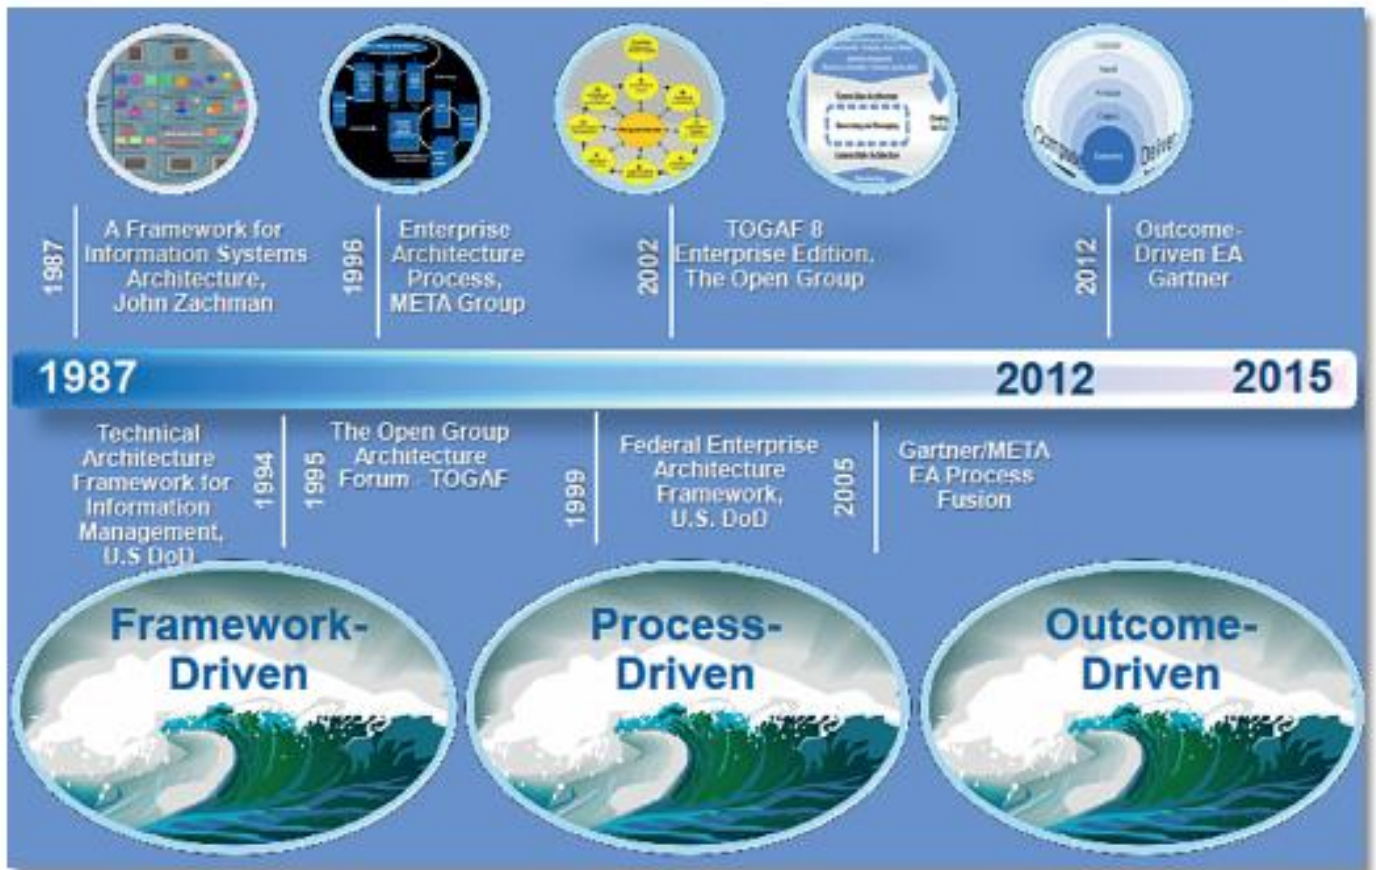 1987
A Framework for
Information Systems
Architecture,
John Zachman
1996
Enterprise
Architecture
Process,
META Group
2002
TOGAF 8
Enterprise Edition.
The Open Group
2012
Outcome-
Driven EA
Gartner
1987
2012
2015
Technical
Architecture
Framework for
Information
Management,
U.S DoD
1994
1995
The Open Group
Architecture
Forum TOGAF
1999
Federal Enterprise
Architecture
Framework,
U.S. DoD
2005
Gartner/META
EA Process
Fusion
Framework-
Driven
Process-
Driven
Outcome-
Driven